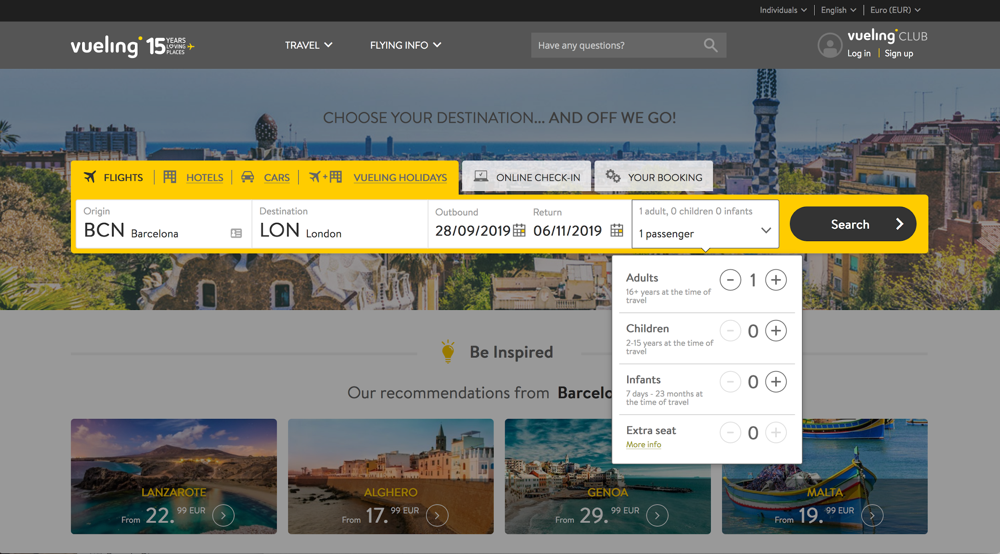 Individuals
English
Euro (EUR)
vueling 15 YEARS LOVING PLACES
TRAVEL
FLYING INFO
Have any questions?
vueling CLUB
Log in
Sign up
CHOOSE YOUR DESTINATION... AND OFF WE GO!
FLIGHTS
HOTELS
CARS
VUELING HOLIDAYS
ONLINE CHECK-IN
YOUR BOOKING
Origin
BCN Barcelona
Destination
LON London
Outbound
28/09/2019
Return
06/11/2019
1 adult, 0 children 0 infants
1 passenger
Search
Adults
1
16+ years at the time of
travel
Children
0
2-15 years at the time of
travel
Infants
0
7 days - 23 months at
the time of travel
Extra seat
0
More info
Be Inspired
Our recommendations from Barcelo
LANZAROTE
From 22.99 EUR
ALGHERO
From 17.99 EUR
GENOA
From 29.99 EUR
MALTA
From 19.99 EUR